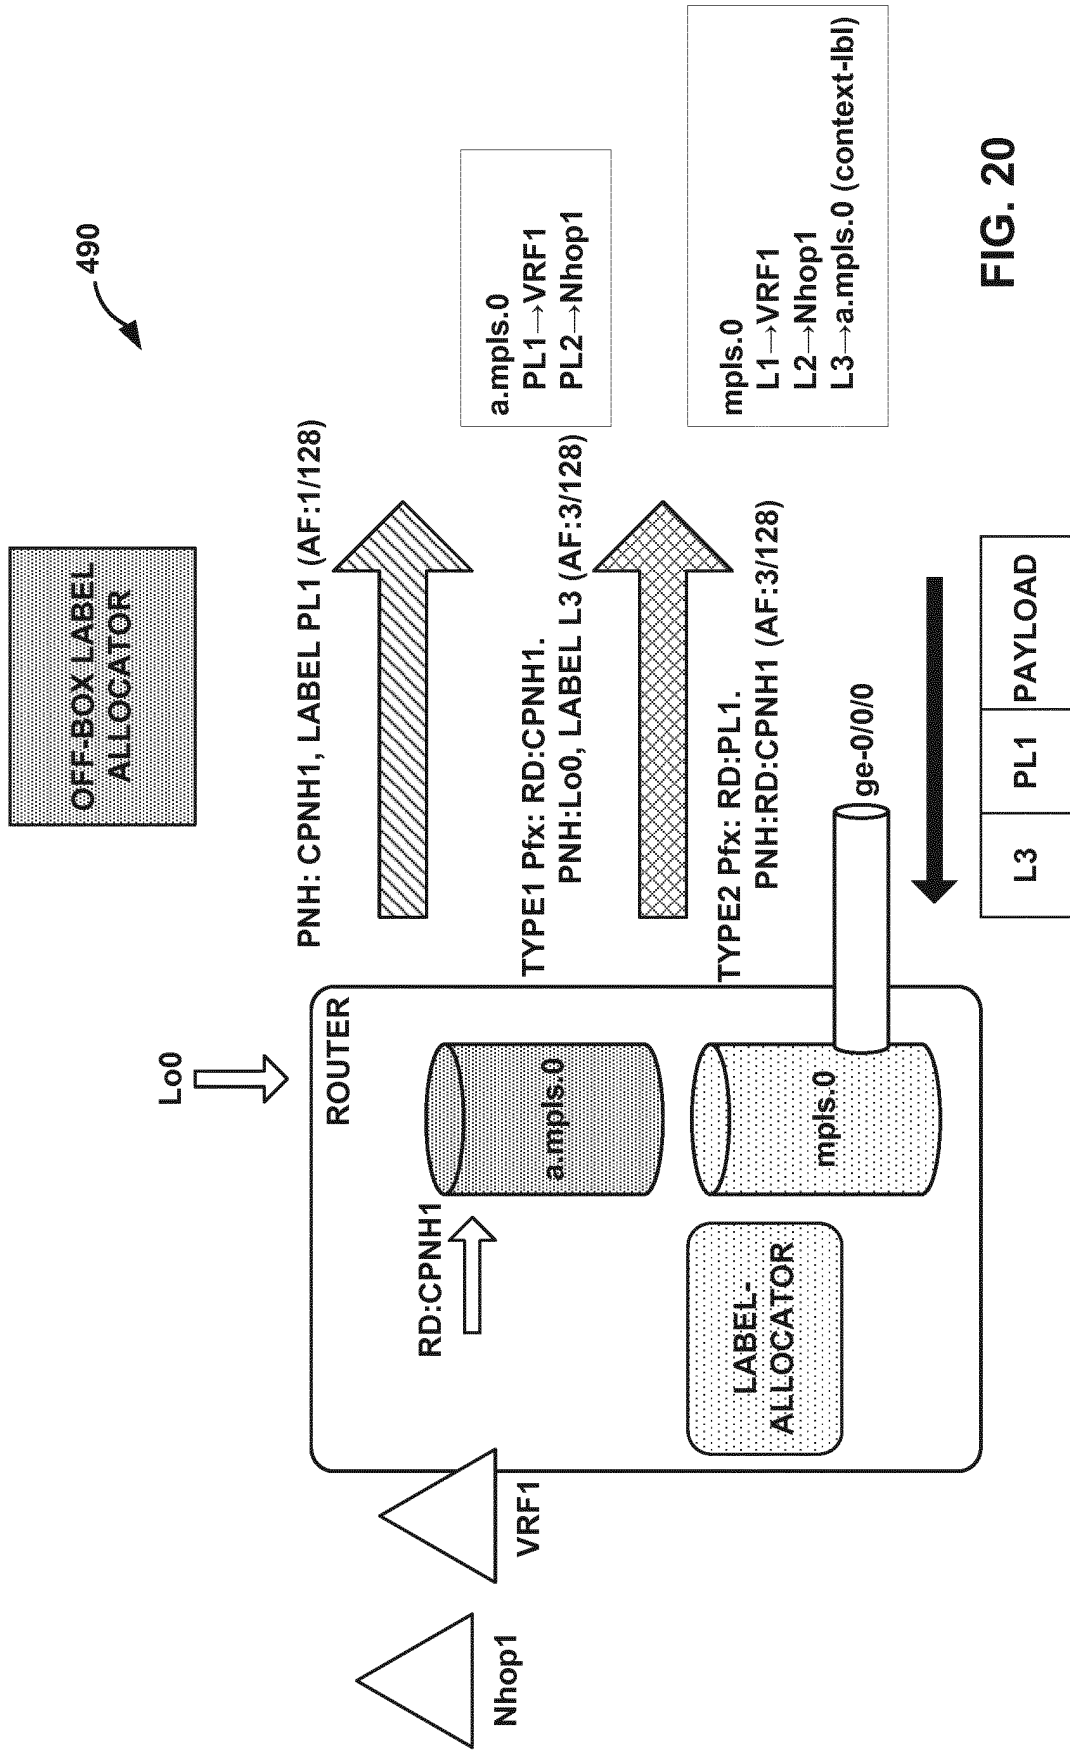 490
OFF-BOX LABEL
ALLOCATOR
Lo0
ROUTER
RD:CPNH1
a.mpls.0
mpls.0
LABEL-
ALLOCATOR
VRF1
Nhop1
PNH: CPNH1, LABEL PL1 (AF:1/128)
TYPE1 Pfx: RD:CPNH1.
PNH:Lo0, LABEL L3 (AF:3/128)
TYPE2 Pfx: RD:PL1.
PNH:RD:CPNH1 (AF:3/128)
ge-0/0/0
L3 PL1 PAYLOAD
a.mpls.0
PL1→VRF1
PL2→Nhop1
mpls.0
L1→VRF1
L2→Nhop1
L3→a.mpls.0 (context-lbl)
FIG. 20